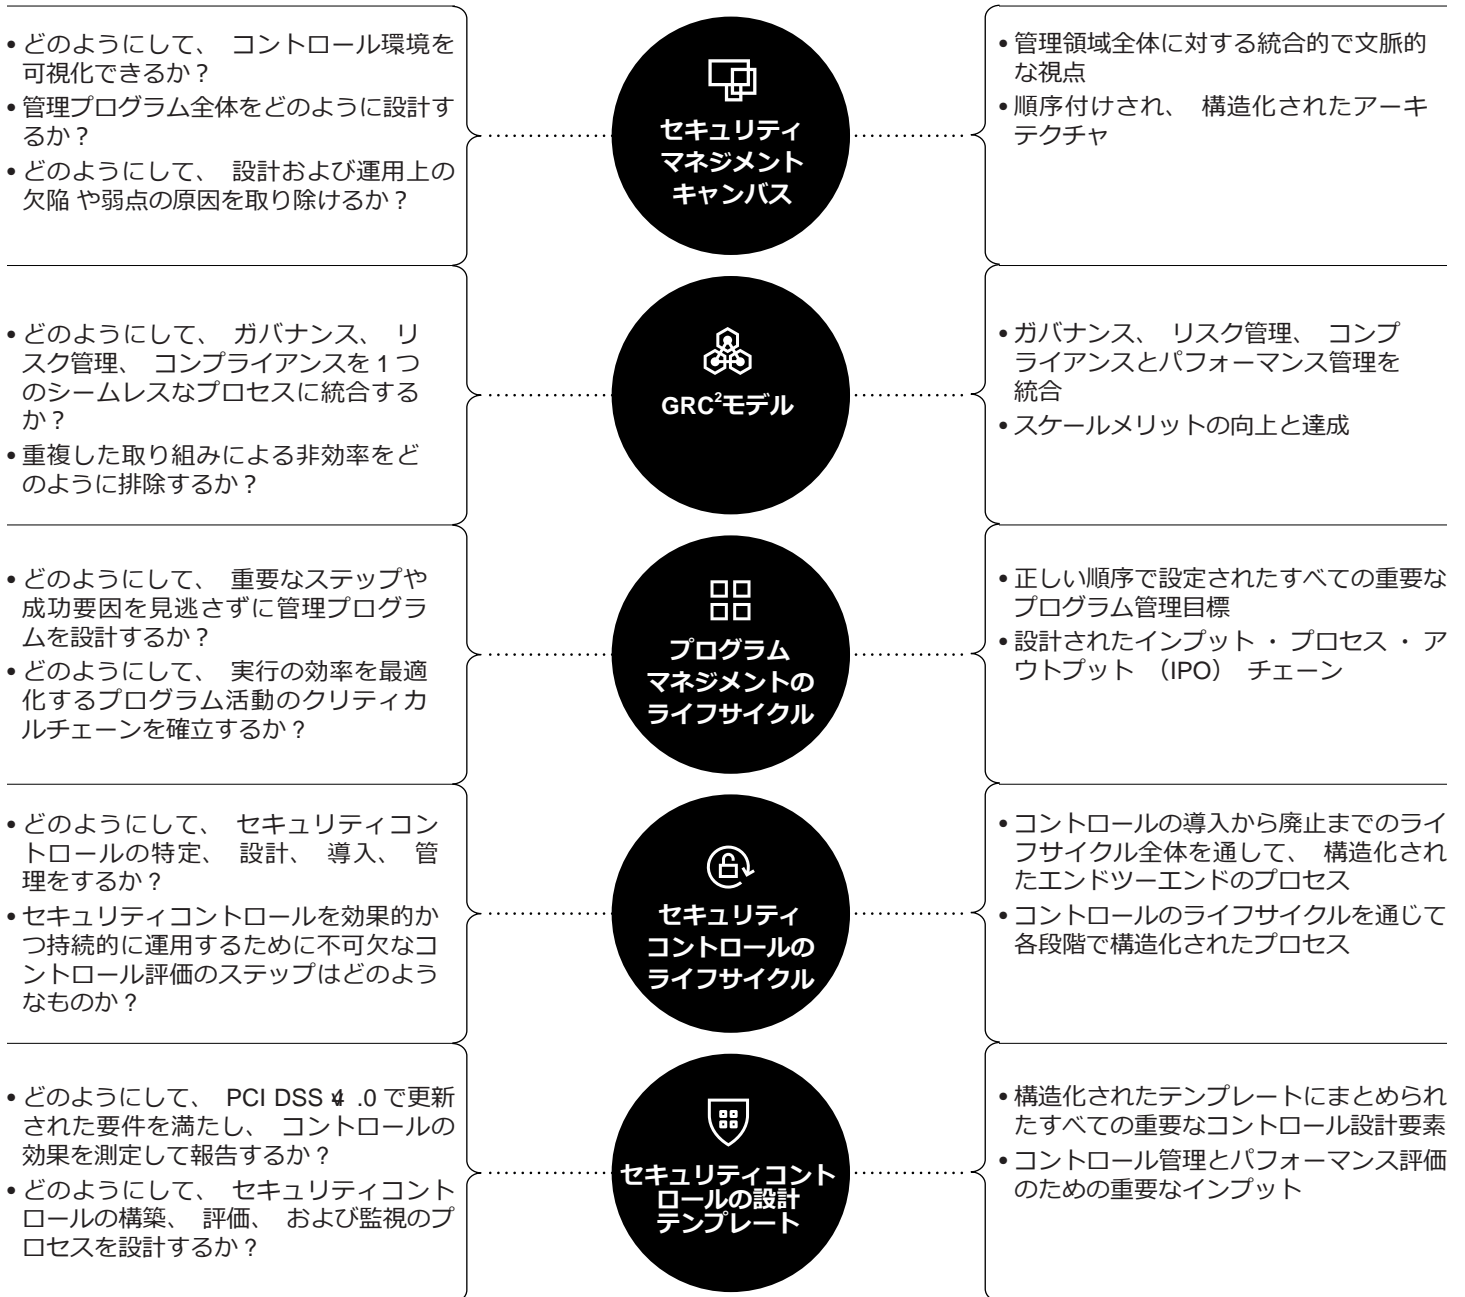 • どのようにして、 コントロール環境を
可視化できるか？
• 管理プログラム全体をどのように設計す
るか？
• どのようにして、 設計および運用上の
欠陥 や弱点の原因を取り除けるか？
セキュリティ
マネジメント
キャンバス
• 管理領域全体に対する統合的で文脈的
な視点
• 順序付けされ、 構造化されたアーキ
テクチャ
• どのようにして、 ガバナンス、 リ
スク管理、 コンプライアンスを 1 つ
のシームレスなプロセスに統合する
か？
• 重複した取り組みによる非効率をど
のように排除するか？
GRC²モデル
• ガバナンス、 リスク管理、 コンプ
ライアンスとパフォーマンス管理を
統合
• スケールメリットの向上と達成
• どのようにして、 重要なステップや
成功要因を見逃さずに管理プログラ
ムを設計するか？
• どのようにして、 実行の効率を最適
化するプログラム活動のクリティカ
ルチェーンを確立するか？
プログラム
マネジメントの
ライフサイクル
• 正しい順序で設定されたすべての重要な
プログラム管理目標
• 設計されたインプット ・ プロセス ・ ア
ウトプット （IPO） チェーン
• どのようにして、 セキュリティコン
トロールの特定、 設計、 導入、 管
理をするか？
• セキュリティコントロールを効果的か
つ持続的に運用するために不可欠なコ
ントロール評価のステップはどのよう
なものか？
セキュリティ
コントロールの
ライフサイクル
• コントロールの導入から廃止までのライ
フサイクル全体を通して、 構造化され
たエンドツーエンドのプロセス
• コントロールのライフサイクルを通じて
各段階で構造化されたプロセス
• どのようにして、 PCI DSS v4 .0 で更新
された要件を満たし、 コントロールの
効果を測定して報告するか？
• どのようにして、 セキュリティコント
ロールの構築、 評価、 および監視のプ
ロセスを設計するか？
セキュリティコント
ロールの設計
テンプレート
• 構造化されたテンプレートにまとめられ
たすべての重要なコントロール設計要素
• コントロール管理とパフォーマンス評価
のための重要なインプット